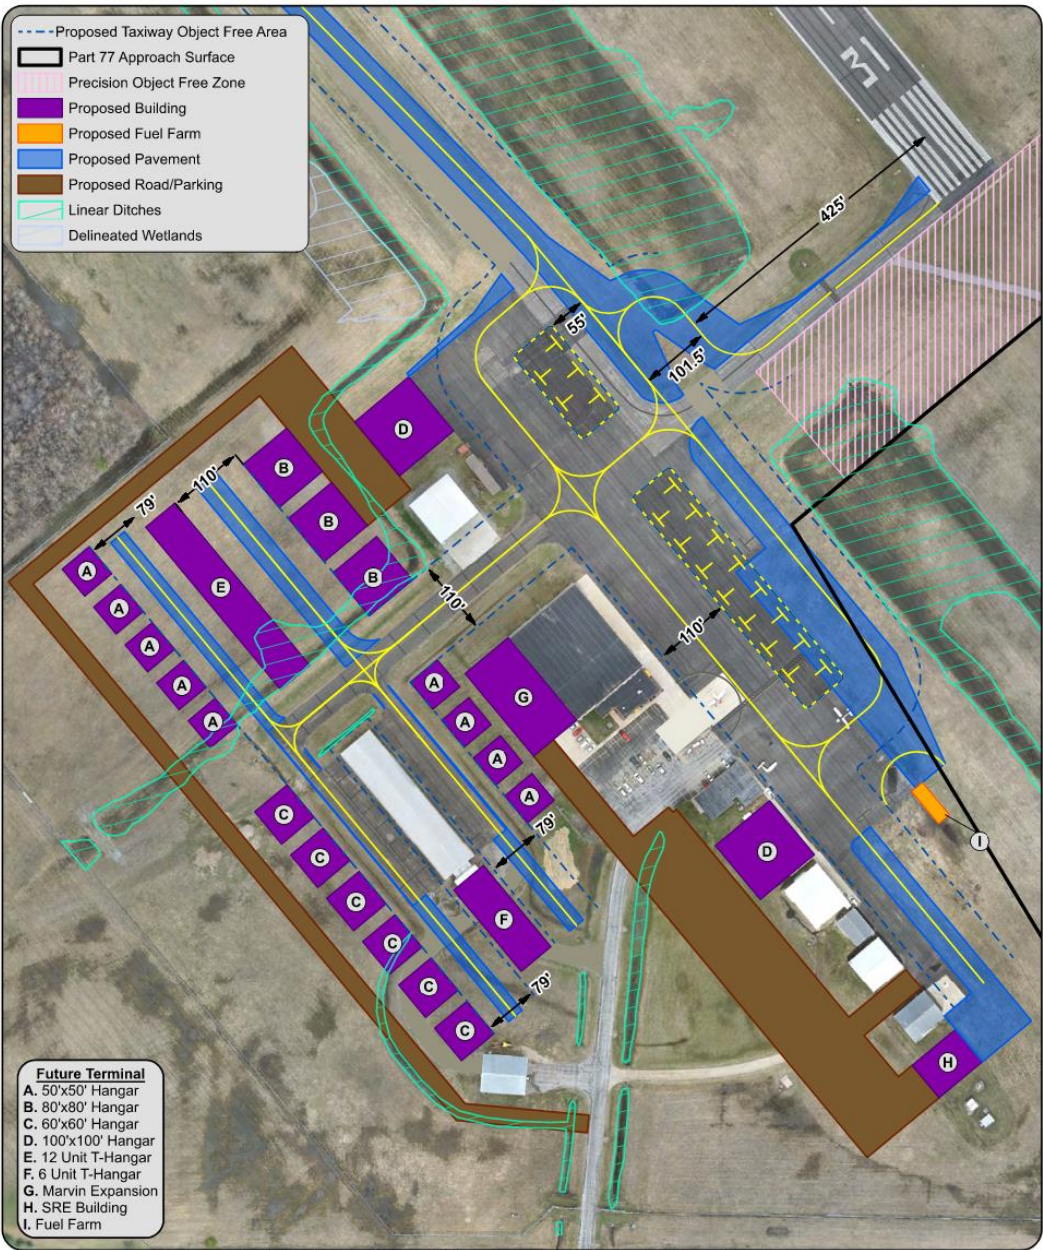 Proposed Taxiway Object Free Area
Part 77 Approach Surface
Precision Object Free Zone
Proposed Building
Proposed Fuel Farm
Proposed Pavement
Proposed Road/Parking
Linear Ditches
Delineated Wetlands
31
425'
55'
101.5'
D
B
110'
79'
B
A
E
B
A
110'
A
110'
A
A
G
A
A
A
A
C
79'
D
I
C
C
F
C
C
79'
C
H
Future Terminal
A. 50'x50' Hangar
B. 80'x80' Hangar
C. 60'x60' Hangar
D. 100'x100' Hangar
E. 12 Unit T-Hangar
F. 6 Unit T-Hangar
G. Marvin Expansion
H. SRE Building
I. Fuel Farm